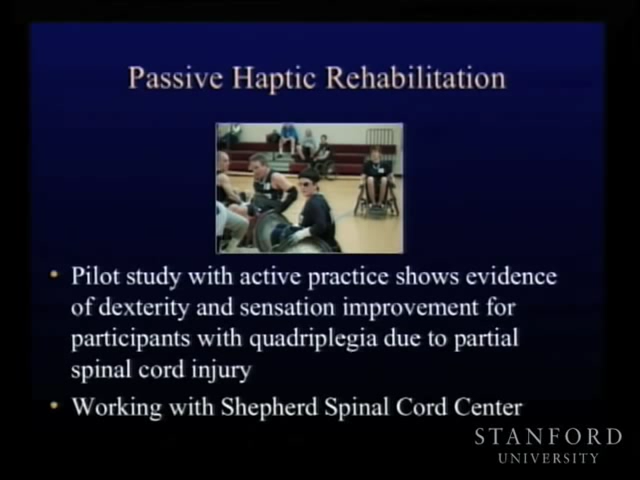 Passive Haptic Rehabilitation
• Pilot study with active practice shows evidence
of dexterity and sensation improvement for
participants with quadriplegia due to partial
spinal cord injury
• Working with Shepherd Spinal Cord Center
STANFORD
UNIVERSITY